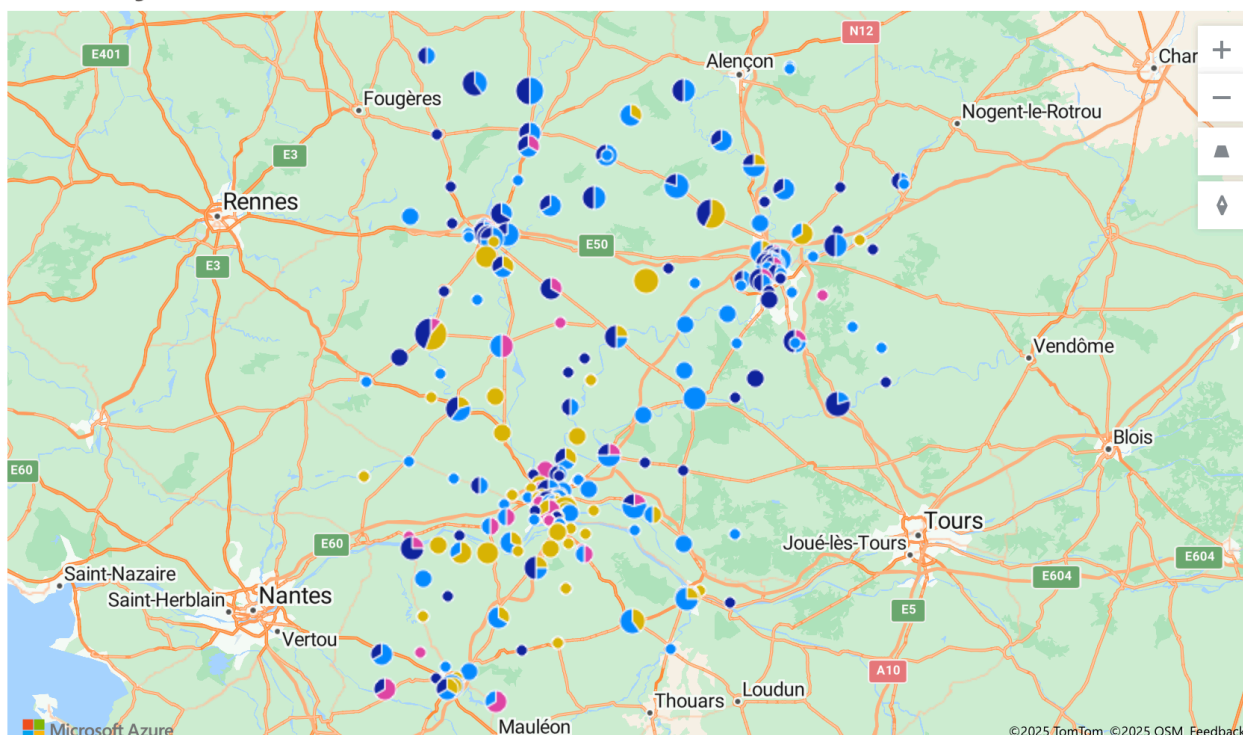 N12
E401
Alençon
Char
Fougères
Nogent-le-Rotrou
E3
Rennes
E50
E3
Vendôme
Blois
E60
Tours
E60
Joué-lès-Tours
E604
Saint-Nazaire
E604
Saint-Herblain
Nantes
E5
Vertou
A10
Loudun
Thouars
Mauléon
Microsoft Azure
©2025 TomTom ©2025 OSM Feedback